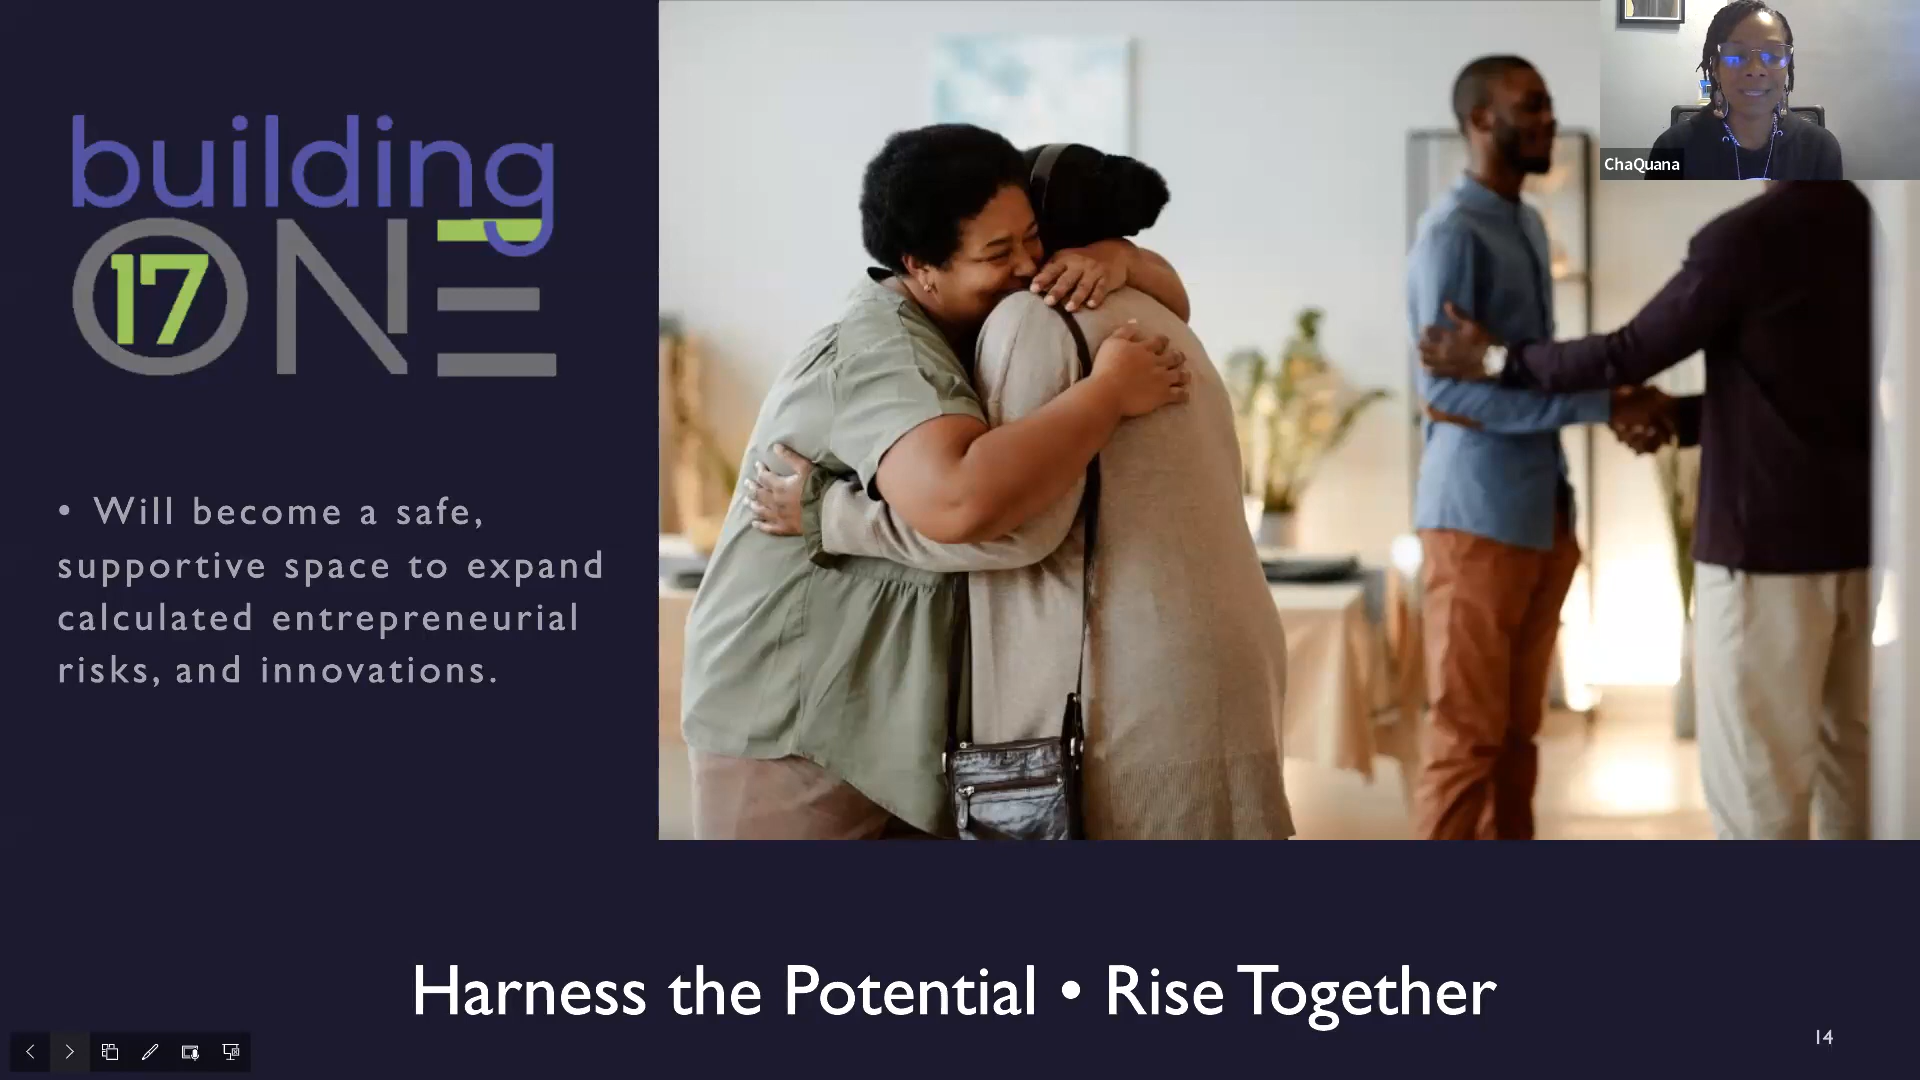 building
ONE
17
ChaQuana
• Will become a safe,
supportive space to expand
calculated entrepreneurial
risks, and innovations.
Harness the Potential • Rise Together
14